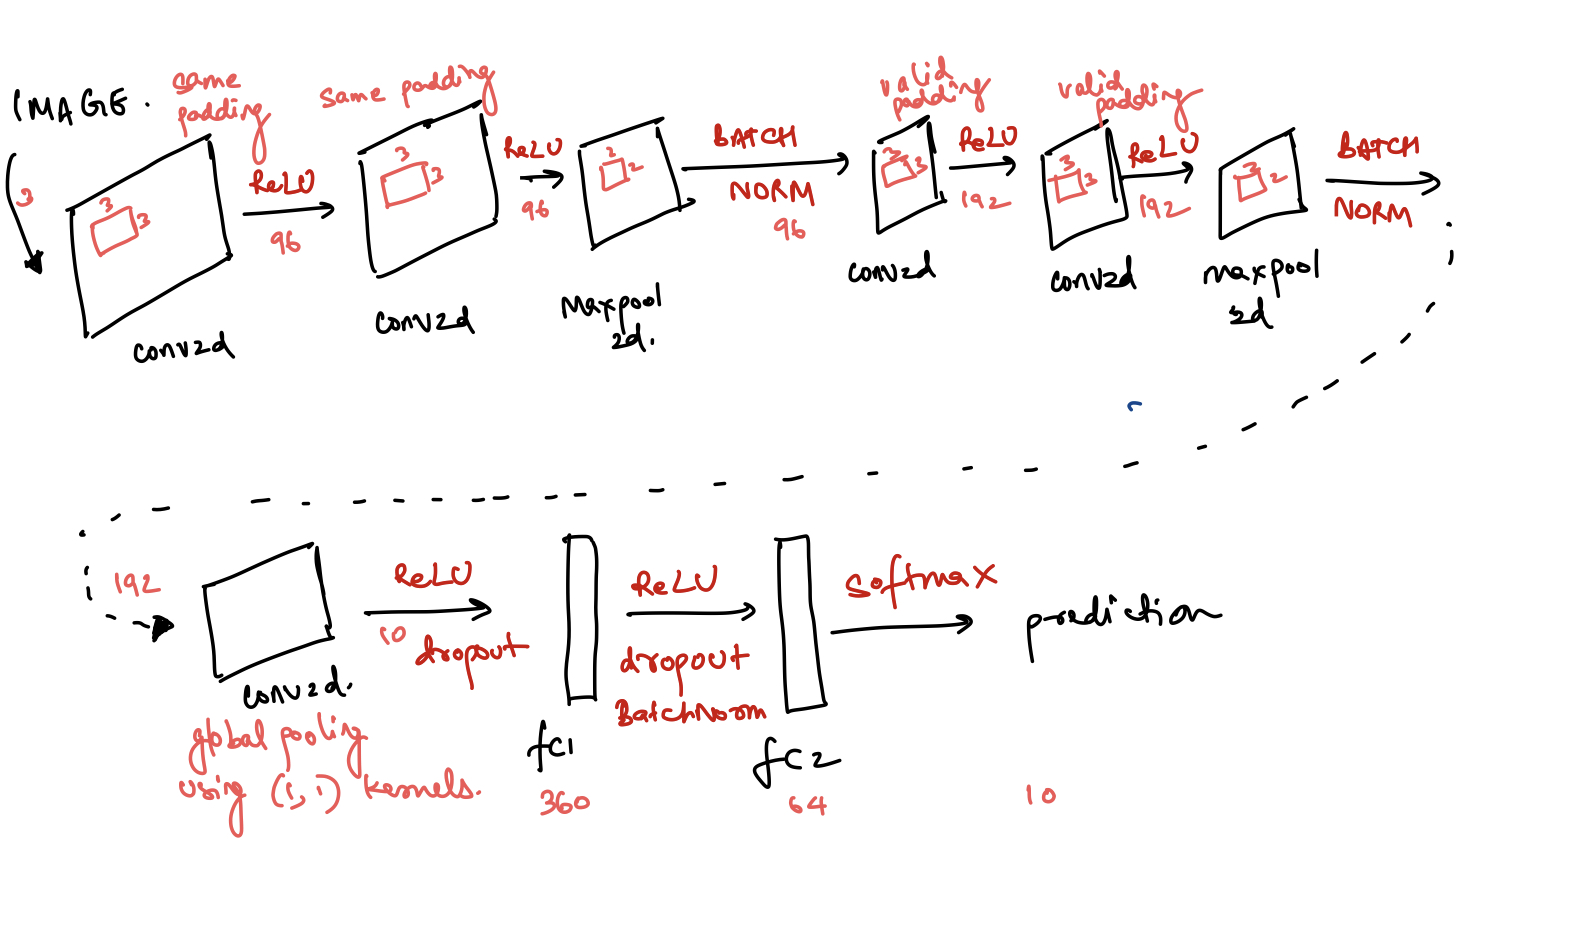 IMAGE.
same
padding
same padding
valid
padding
valid
padding
3
3
3
ReLU
96
3
3
ReLU
96
2
2
BATCH
NORM
96
3
3
ReLU
192
3
3
ReLU
192
3
2
BATCH
NORM
conv2d
conv2d
Maxpool
2d.
conv2d
conv2d
maxpool
2d
192
ReLU
10
dropout
ReLU
dropout
BatchNorm
softmax
prediction
conv2d.
global pooling
using (1,1) kernels.
fc1
360
fc2
64
10